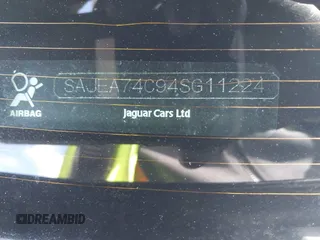 SAJEA74C94SG11224
AIRBAG
Jaguar Cars Ltd
DREAMBID